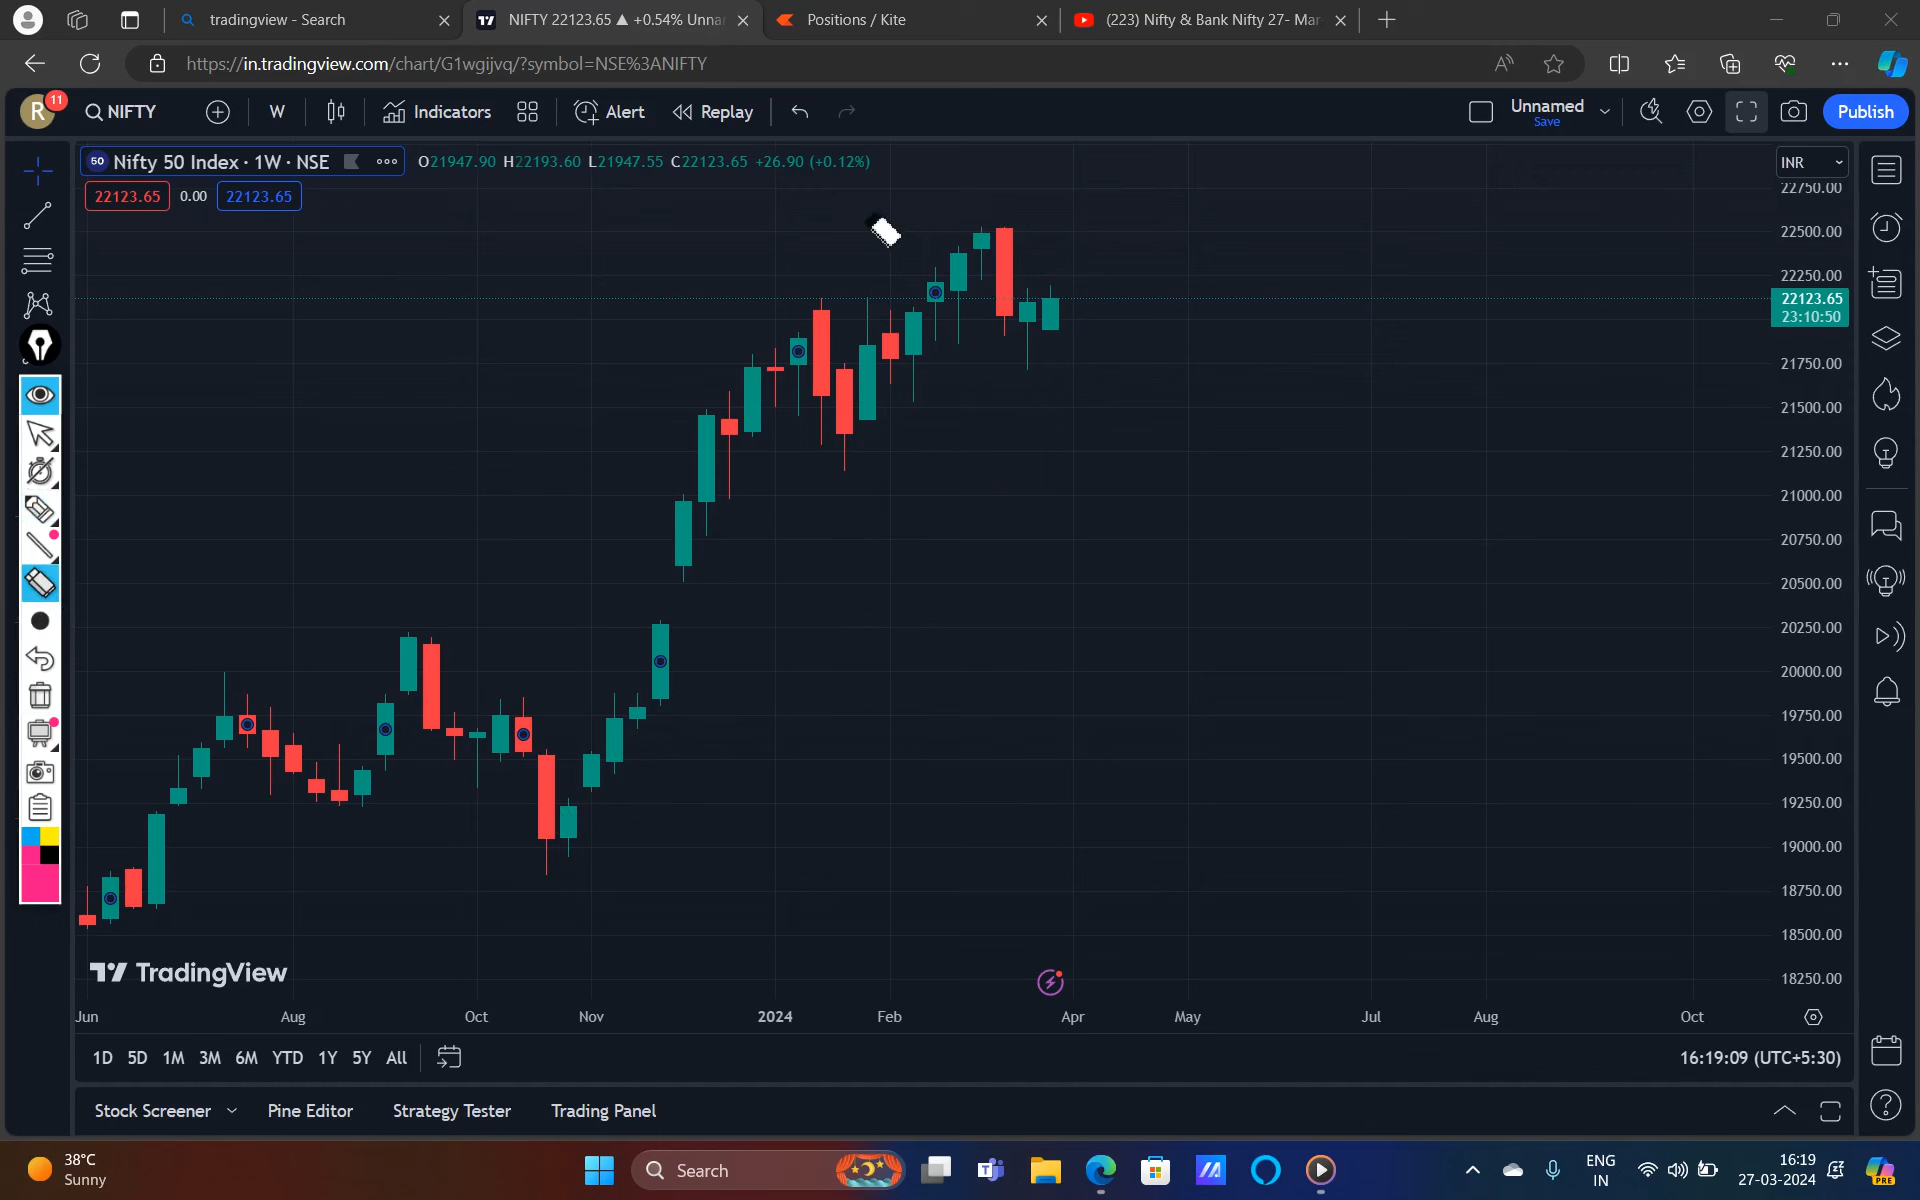 tradingview - Search
NIFTY 22123.65 ▲ +0.54% Unna
Positions / Kite
(223) Nifty & Bank Nifty 27- Mar
https://in.tradingview.com/chart/G1wgijvq/?symbol=NSE%3ANIFTY
R
11
NIFTY
W
Indicators
Alert
Replay
Unnamed
Save
Publish
50
Nifty 50 Index · 1W · NSE
O21947.90 H22193.60 L21947.55 C22123.65 +26.90 (+0.12%)
INR
22123.65
0.00
22123.65
22750.00
22500.00
22250.00
22123.65
23:10:50
21750.00
21500.00
21250.00
21000.00
20750.00
20500.00
20250.00
20000.00
19750.00
19500.00
19250.00
19000.00
18750.00
18500.00
18250.00
TradingView
Jun
Aug
Oct
Nov
2024
Feb
Apr
May
Jul
Aug
Oct
1D
5D
1M
3M
6M
YTD
1Y
5Y
All
16:19:09 (UTC+5:30)
Stock Screener
Pine Editor
Strategy Tester
Trading Panel
38°C
Sunny
Search
ENG
IN
16:19
27-03-2024
PRE